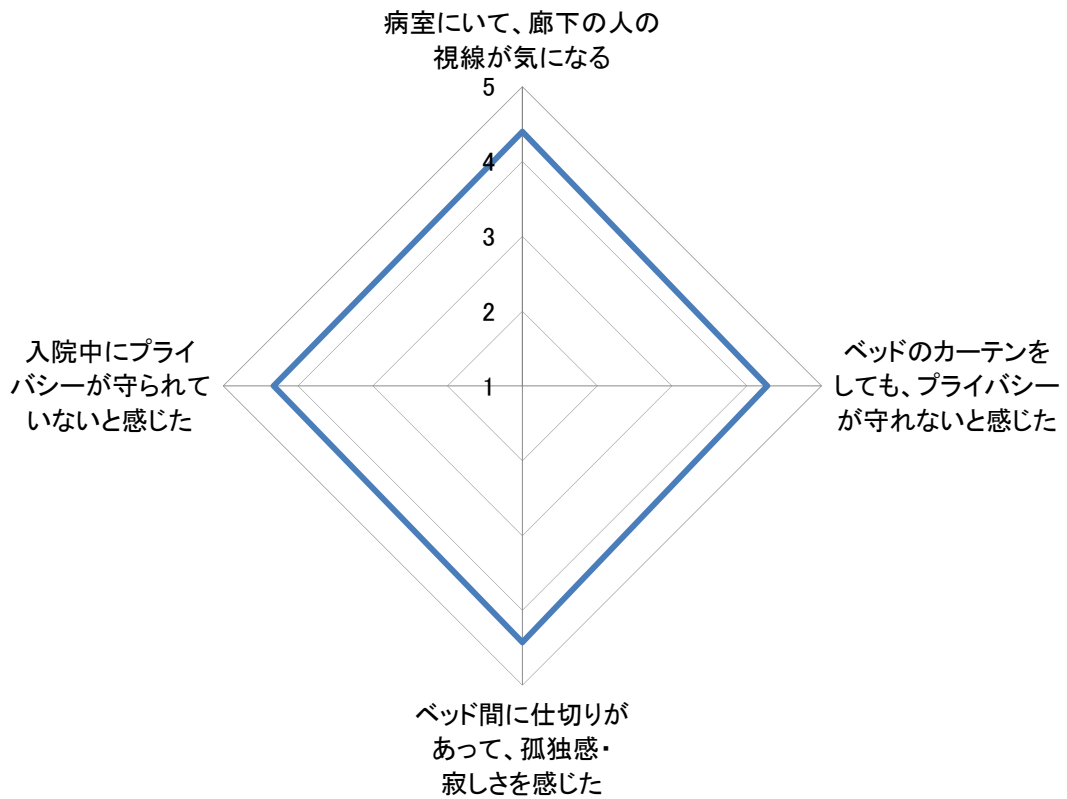 病室にいて、廊下の人の
視線が気になる
5
4
3
2
1
入院中にプライ
バシーが守られて
いないと感じた
ベッドのカーテンを
しても、プライバシー
が守れないと感じた
ベッド間に仕切りが
あって、孤独感・
寂しさを感じた